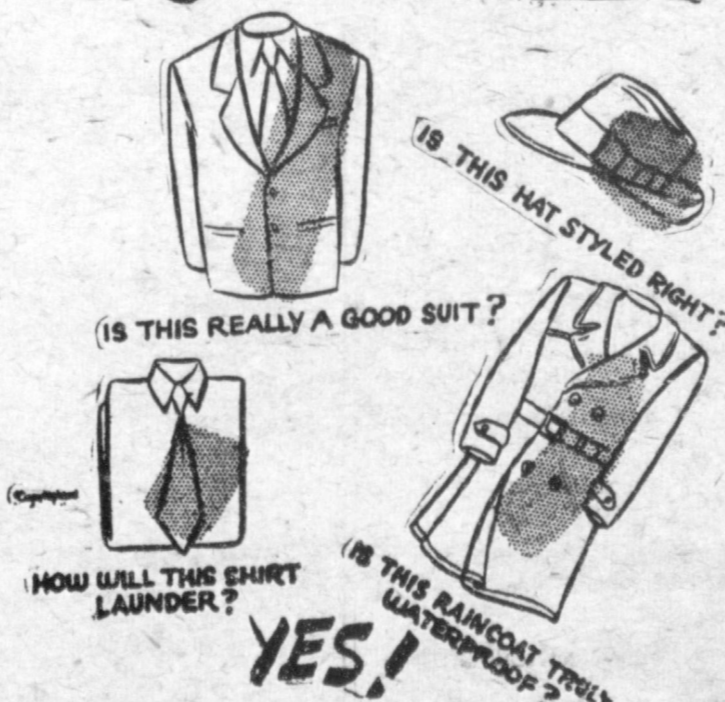 IS THIS HAT STYLED RIGHT?
IS THIS REALLY A GOOD SUIT?
HOW WILL THIS SHIRT
LAUNDER?
IS THIS RAINCOAT TRULY
WATERPROOF?
YES!